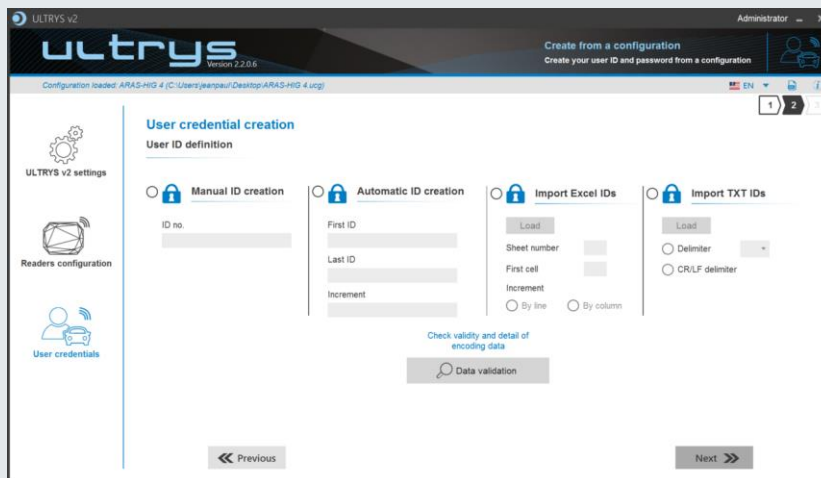 ULTRYS v2
Administrator
ultrys
Version 2.2.0.6
Create from a configuration
Create your user ID and password from a configuration
Configuration loaded: ARAS-HIG 4 (C:\Users\jeanpaul\Desktop\ARAS-HIG 4.ucg)
EN
1 2 3
User credential creation
User ID definition
ULTRYS v2 settings
Readers configuration
User credentials
Manual ID creation
ID no.
Automatic ID creation
First ID
Last ID
Increment
Import Excel IDs
Load
Sheet number
First cell
Increment
By line By column
Import TXT IDs
Load
Delimiter
CR/LF delimiter
Check validity and detail of
encoding data
Data validation
Previous
Next